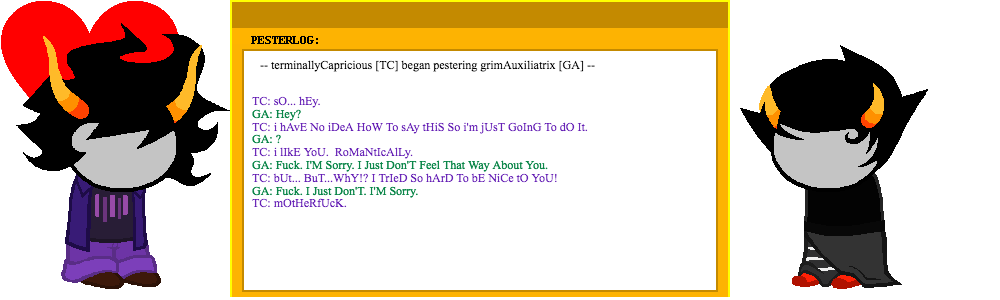 PESTERLOG:
-- terminallyCapricious [TC] began pestering grimAuxiliatrix [GA] --
TC: sO... hEy.
GA: Hey?
TC: i hAvE No iDeA HoW To sAy tHiS So i'm jUsT GoInG To dO It.
GA: ?
TC: i lIkE YoU.  RoMaNtIcAlLy.
GA: Fuck. I'M Sorry. I Just Don'T Feel That Way About You.
TC: bUt... BuT...WhY!? I TrIeD So hArD To bE NiCe tO YoU!
GA: Fuck. I Just Don'T. I'M Sorry.
TC: mOtHeRfUcK.